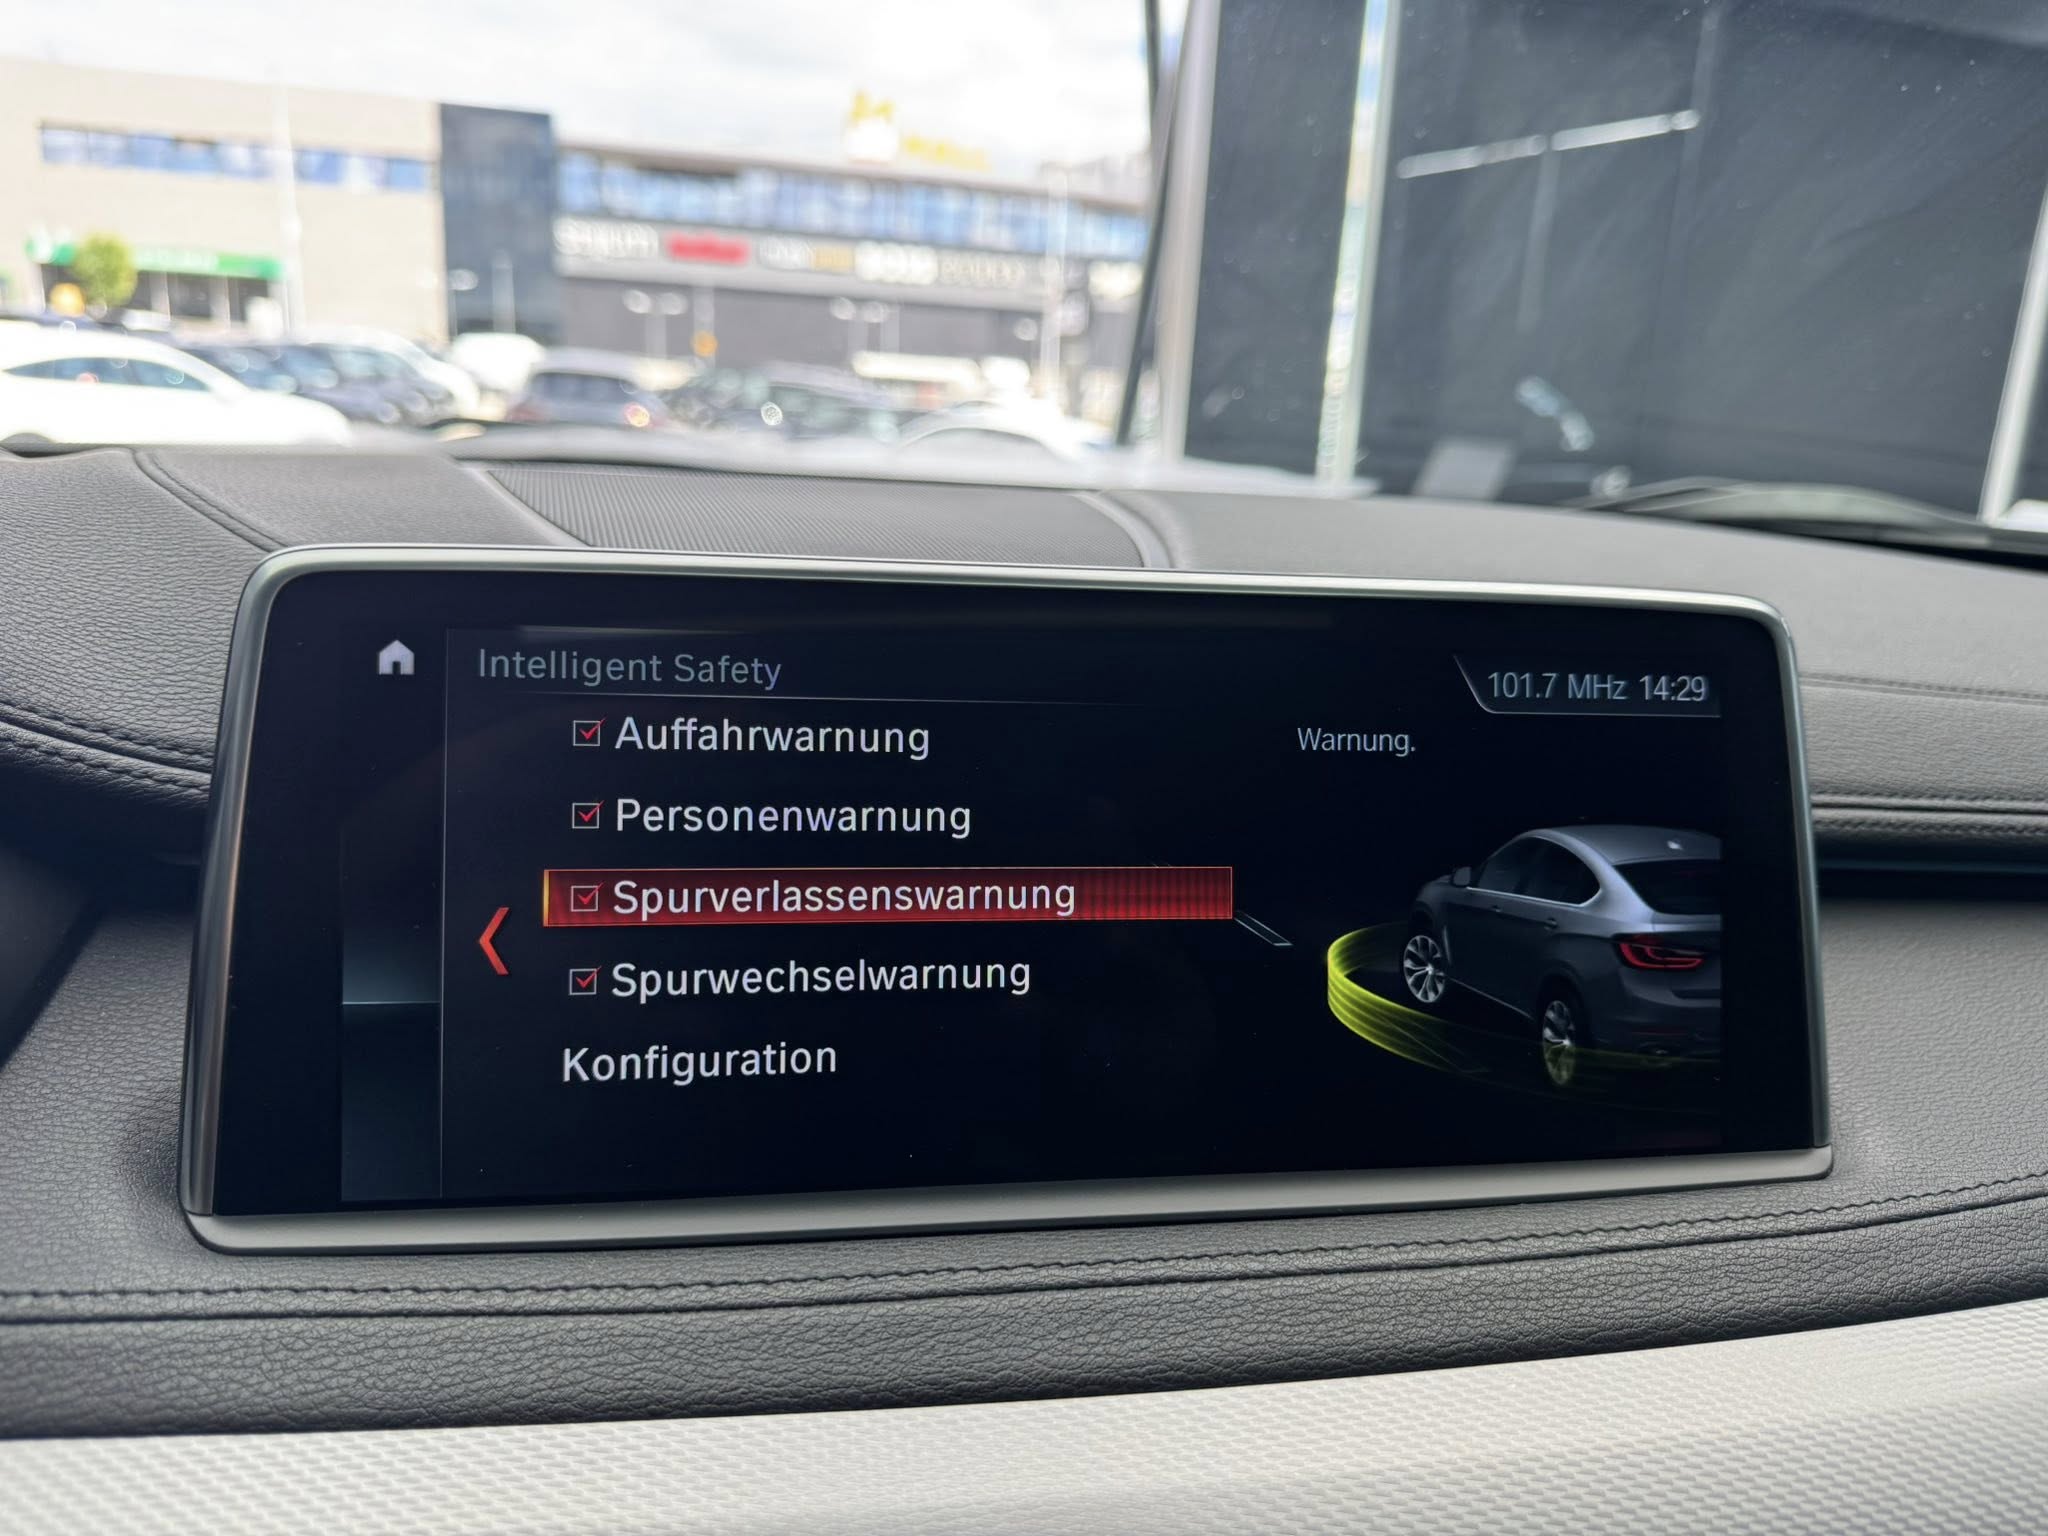 Intelligent Safety
101.7 MHz 14:29
Auffahrwarnung
Warnung.
Personenwarnung
Spurverlassenswarnung
Spurwechselwarnung
Konfiguration